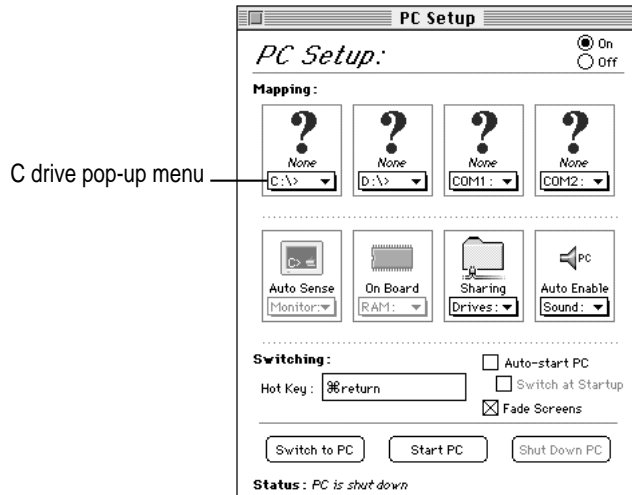 PC Setup
PC Setup:
On
Off
Mapping:
None
None
None
None
C drive pop-up menu
C:\>
D:\>
COM1:
COM2:
PC
Auto Sense
On Board
Sharing
Auto Enable
Monitor:
RAM:
Drives:
Sound:
Switching:
Auto-start PC
Hot Key: ⌘return
Switch at Startup
Fade Screens
Switch to PC
Start PC
Shut Down PC
Status: PC is shut down